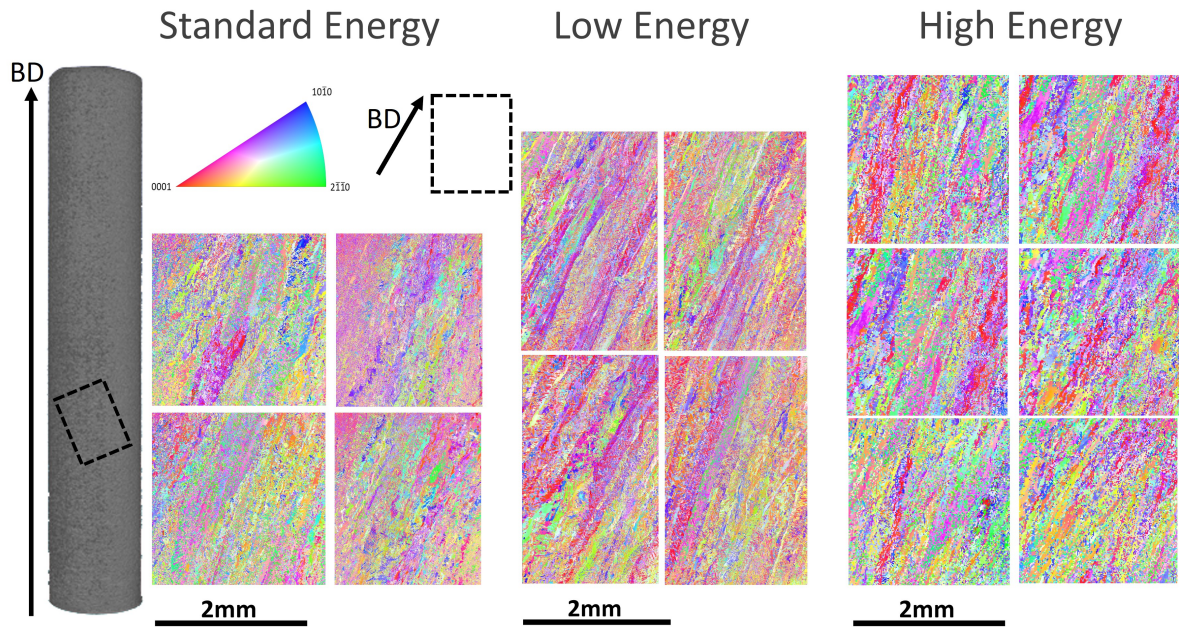 Standard Energy
Low Energy
High Energy
BD
101̅0
0001
21̅1̅0
BD
2mm
2mm
2mm